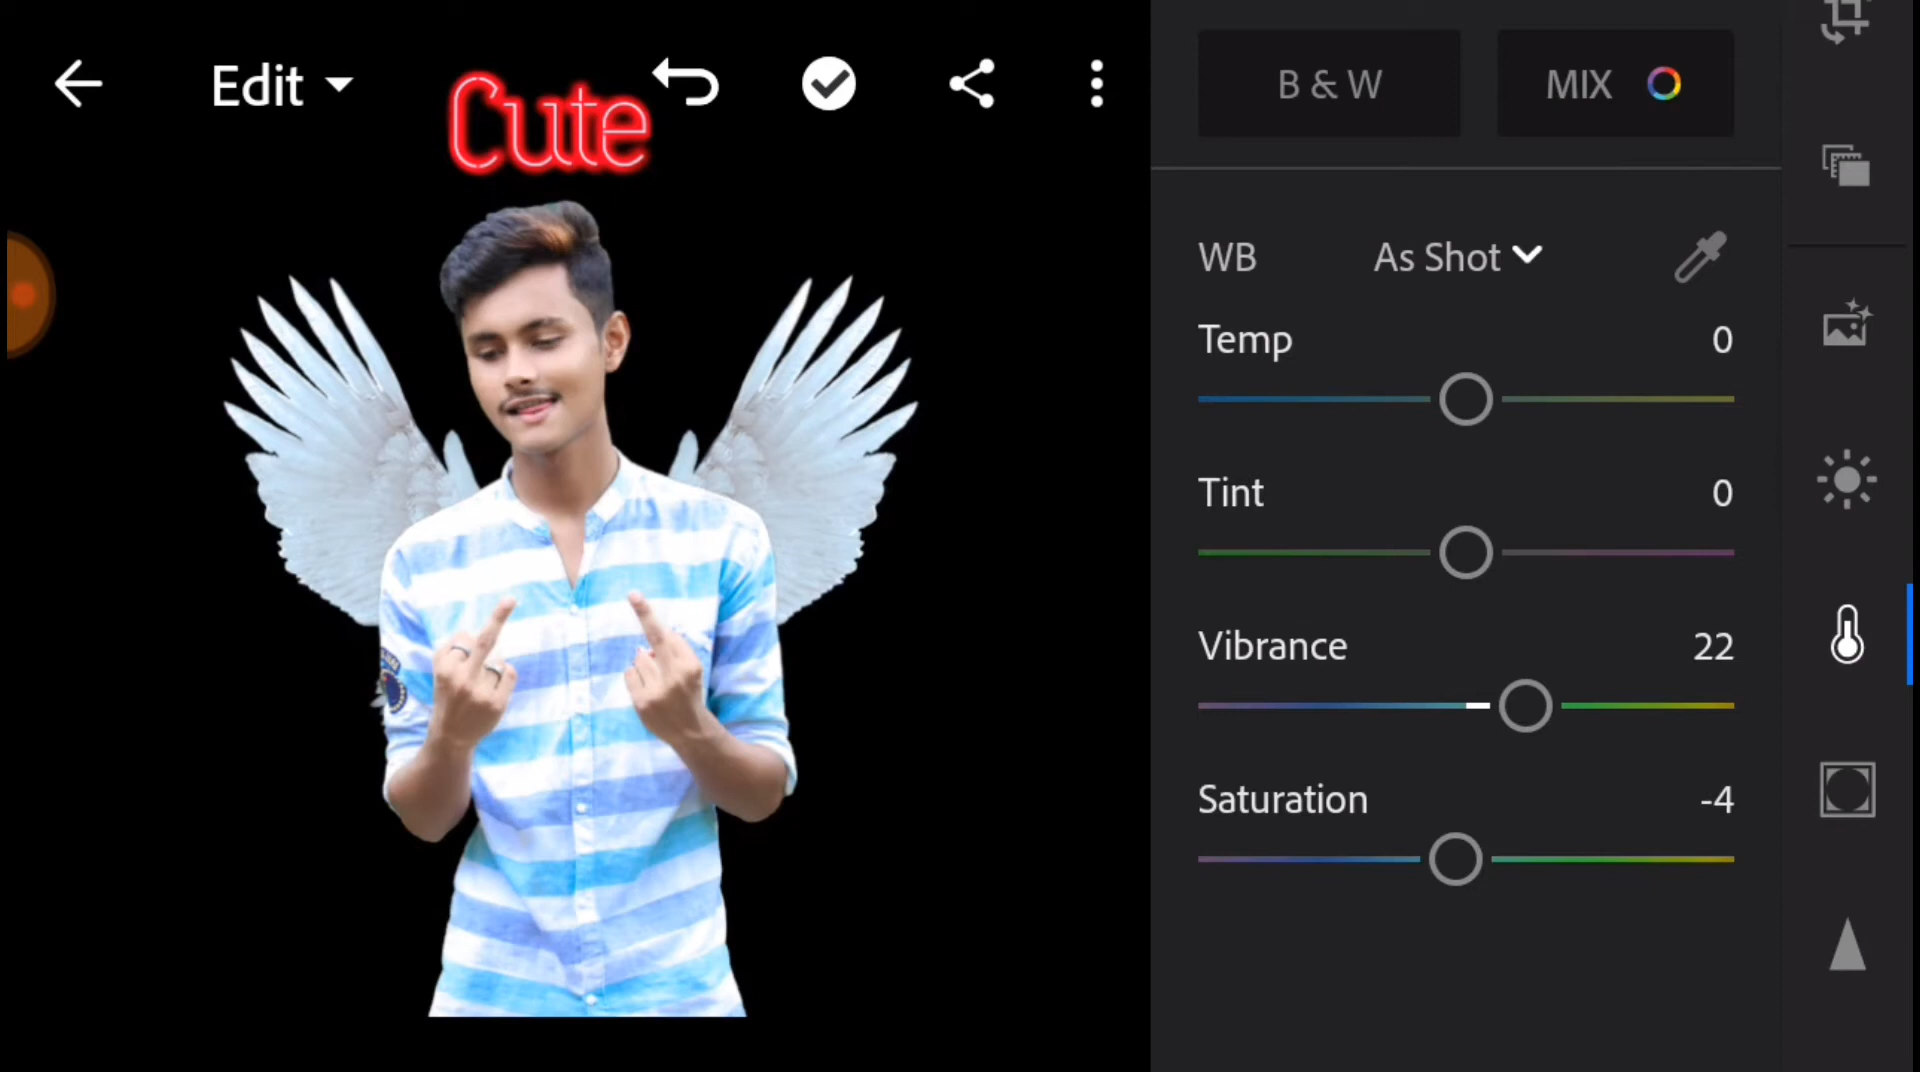 Edit
Cute
B & W
MIX
WB As Shot
Temp 0
Tint 0
Vibrance 22
Saturation -4